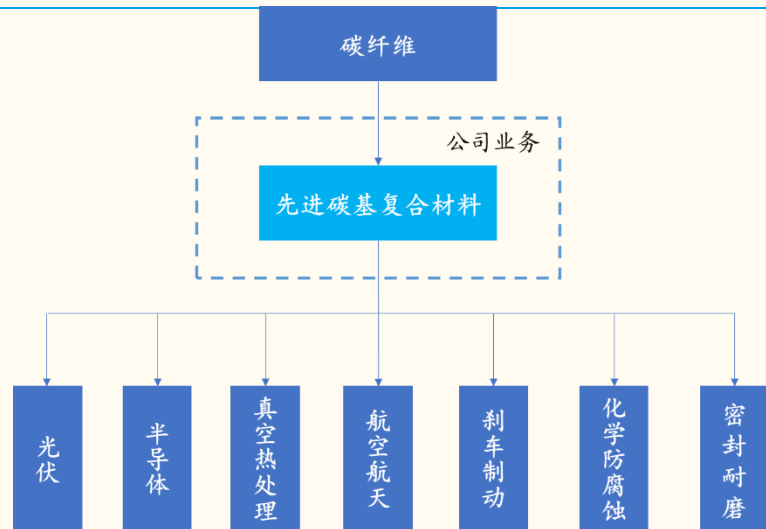 碳纤维
公司业务
先进碳基复合材料
光伏
半导体
真空热处理
航空航天
刹车制动
化学防腐蚀
密封耐磨